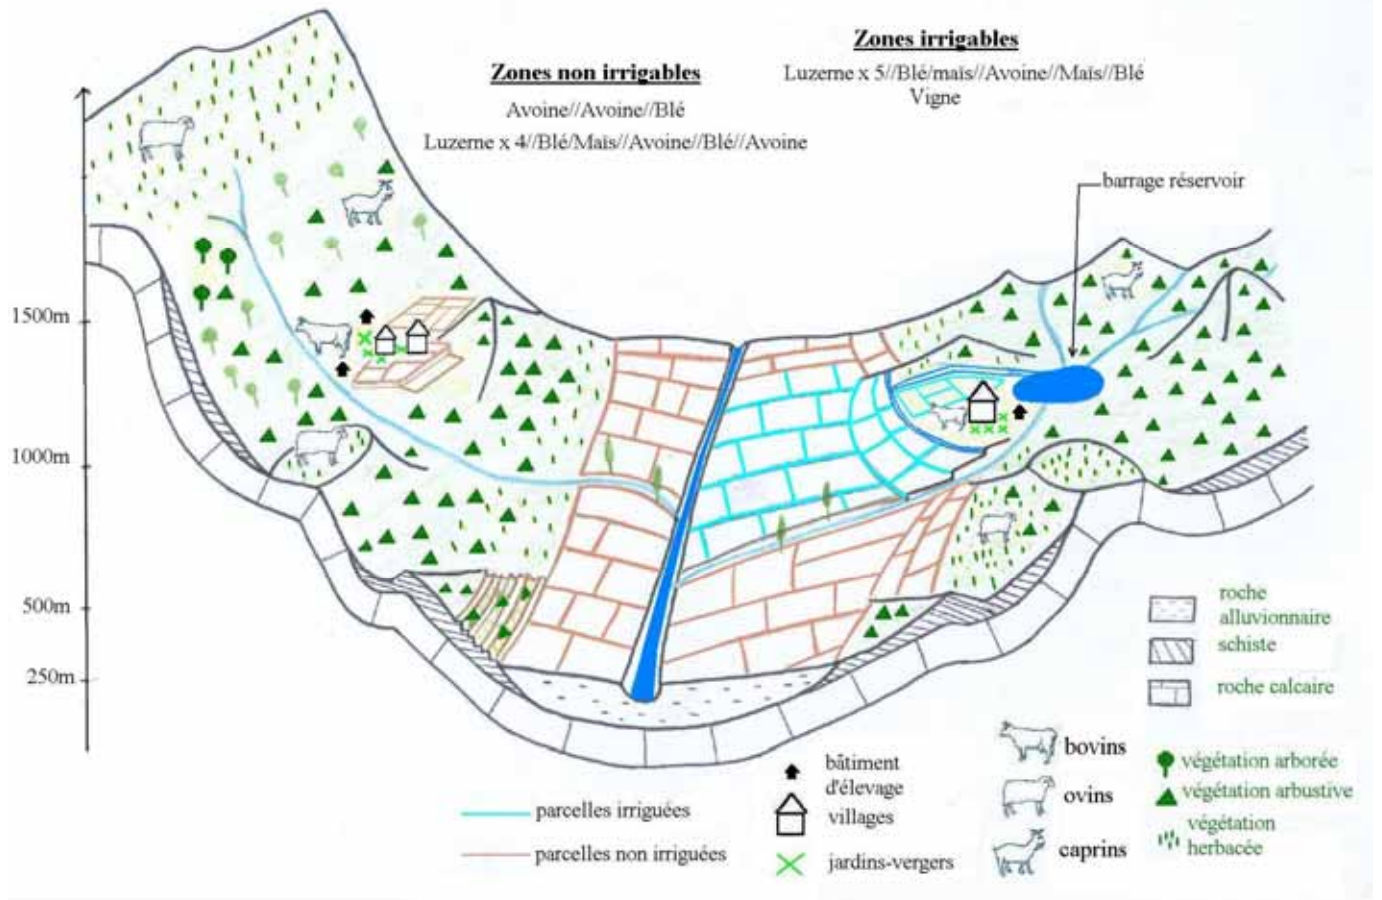 Zones non irrigables
Avoine//Avoine//Blé
Luzerne x 4//Blé/Maïs//Avoine//Blé//Avoine
Zones irrigables
Luzerne x 5//Blé/maïs//Avoine//Maïs//Blé
Vigne
barrage réservoir
1500m
1000m
500m
250m
roche
alluvionnaire
schiste
roche calcaire
parcelles irriguées
parcelles non irriguées
bâtiment
d'élevage
villages
jardins-vergers
bovins
ovins
caprins
végétation arborée
végétation arbustive
végétation
herbacée